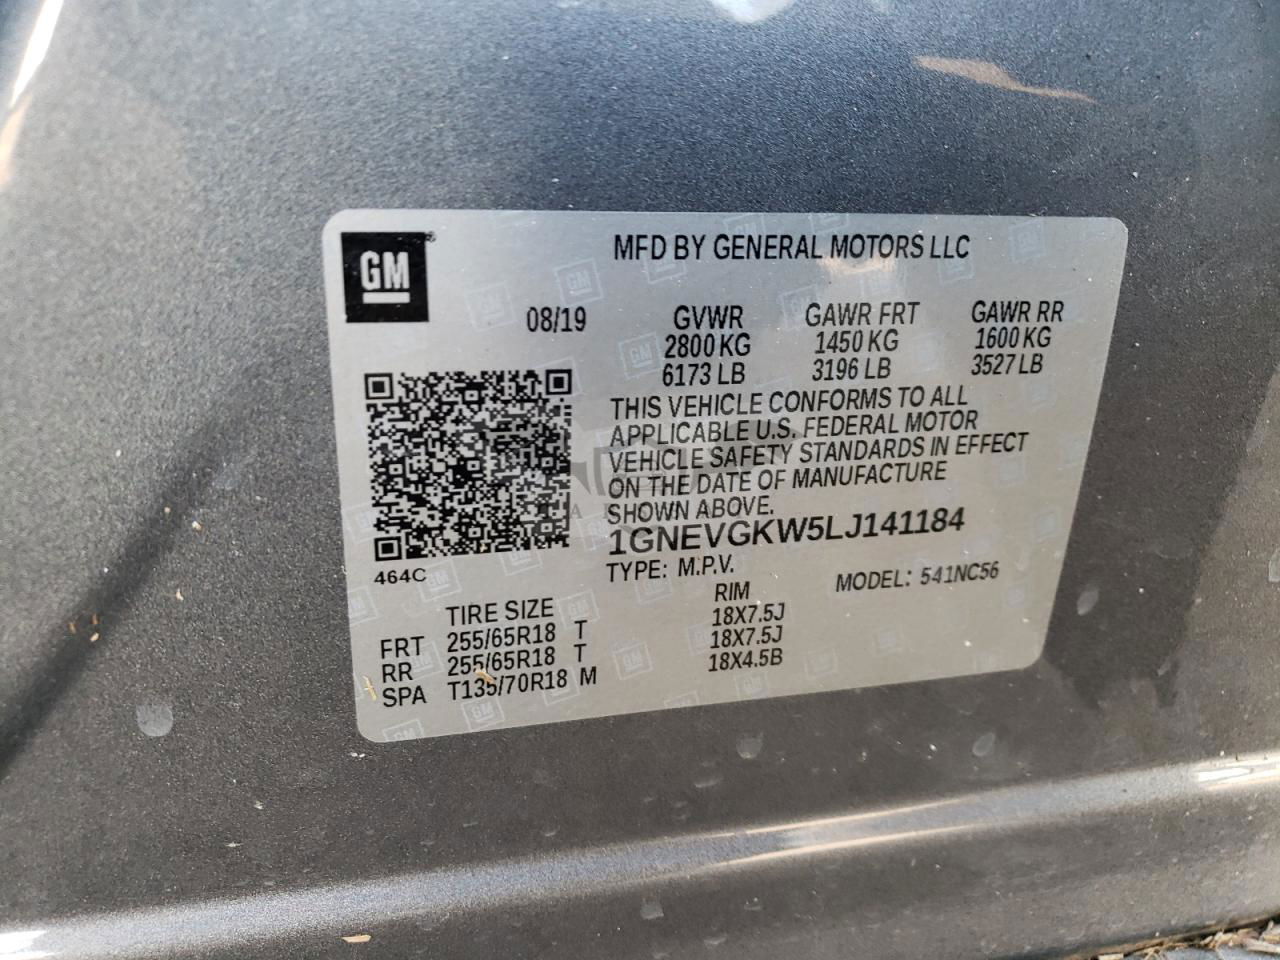 GM
MFD BY GENERAL MOTORS LLC
08/19
GVWR GAWR FRT GAWR RR
2800 KG 1450 KG 1600 KG
6173 LB 3196 LB 3527 LB
THIS VEHICLE CONFORMS TO ALL
APPLICABLE U.S. FEDERAL MOTOR
VEHICLE SAFETY STANDARDS IN EFFECT
ON THE DATE OF MANUFACTURE
SHOWN ABOVE.
1GNEVGKW5LJ141184
464C
TYPE: M.P.V. MODEL: 541NC56
TIRE SIZE RIM
FRT 255/65R18 T 18X7.5J
RR 255/65R18 T 18X7.5J
SPA T135/70R18 M 18X4.5B